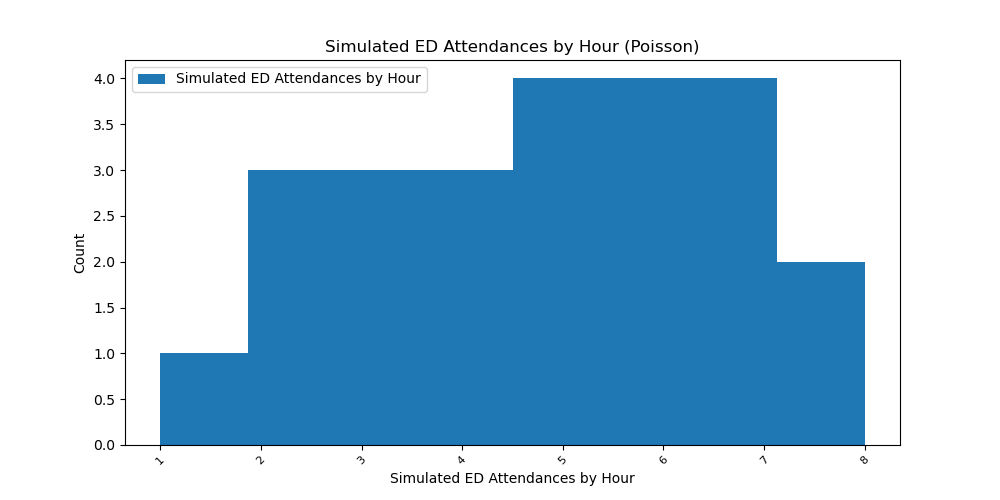 Simulated ED Attendances by Hour (Poisson)
Simulated ED Attendances by Hour
4.0
3.5
3.0
2.5
2.0
1.5
1.0
0.5
0.0
Count
1 2 3 4 5 6 7 8
Simulated ED Attendances by Hour